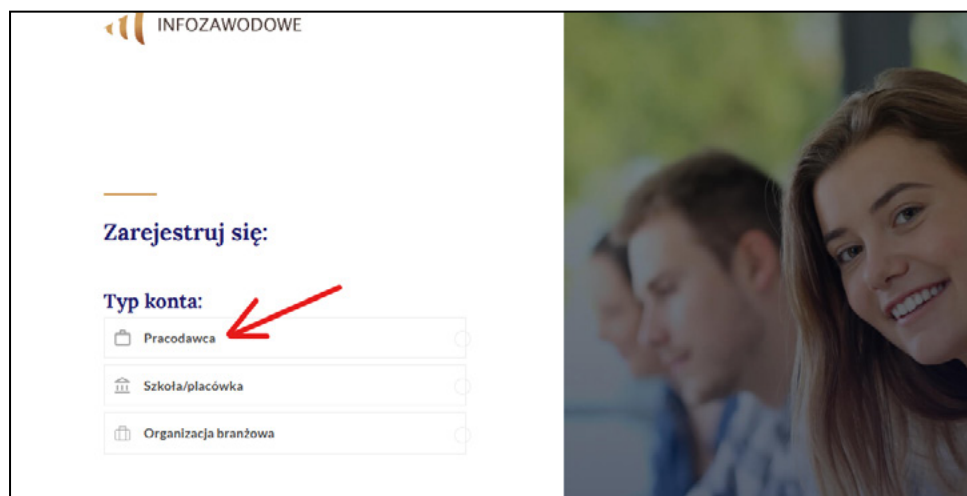 INFOZAWODOWE
Zarejestruj się:
Typ konta:
Pracodawca
Szkoła/placówka
Organizacja branżowa